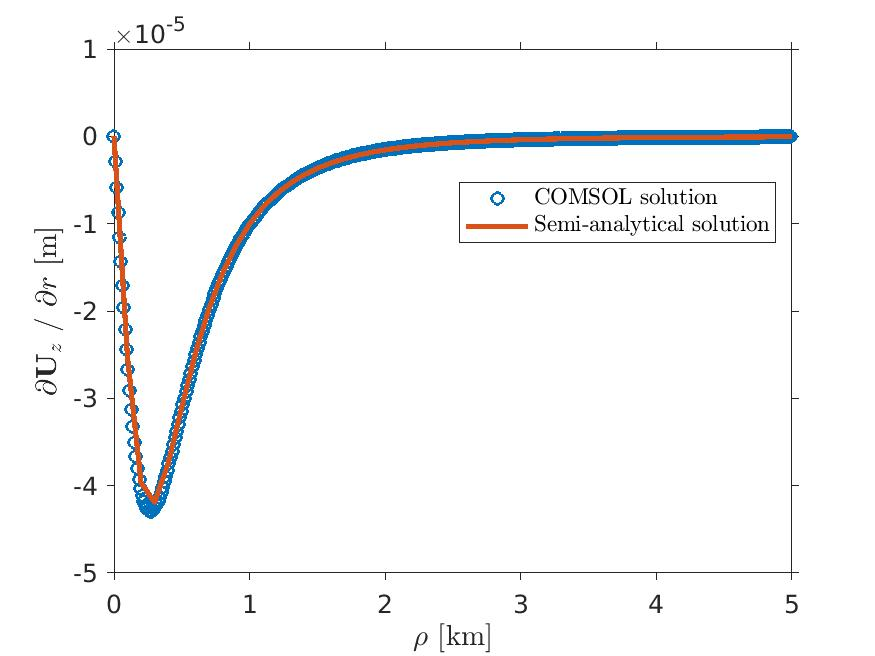 ×10⁻⁵
1
0
-1
-2
-3
-4
-5
∂U_z / ∂r [m]
COMSOL solution
Semi-analytical solution
0 1 2 3 4 5
ρ [km]